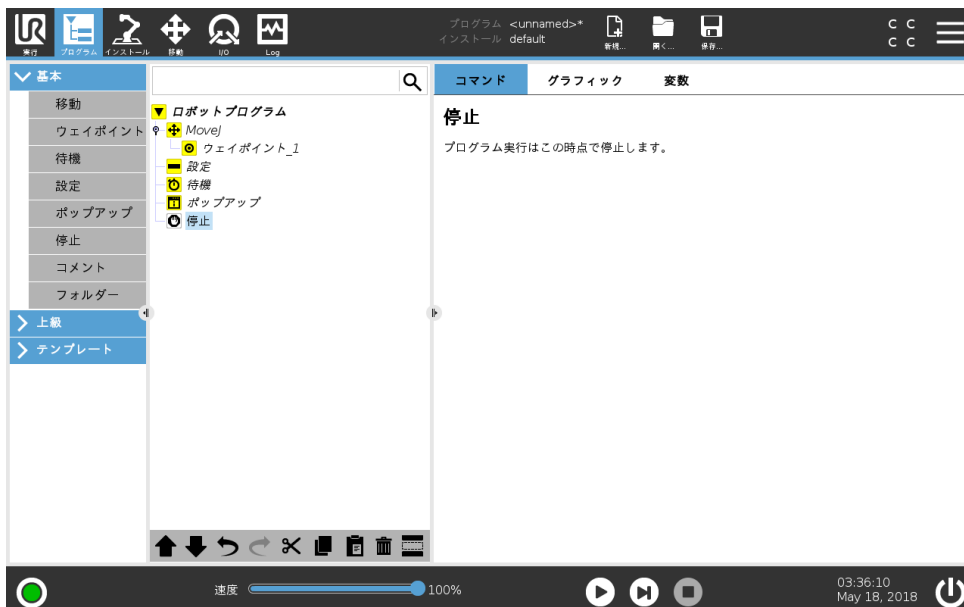 UR
プログラム <unnamed>*
インストール default
実行 プログラム インストール 移動 I/O Log
新規... 開く... 保存...
C C
C C
基本
移動
ウェイポイント
待機
設定
ポップアップ
停止
コメント
フォルダー
上級
テンプレート
ロボットプログラム
MoveJ
ウェイポイント_1
設定
待機
ポップアップ
停止
コマンド グラフィック 変数
停止
プログラム実行はこの時点で停止します。
速度 100%
03:36:10
May 18, 2018